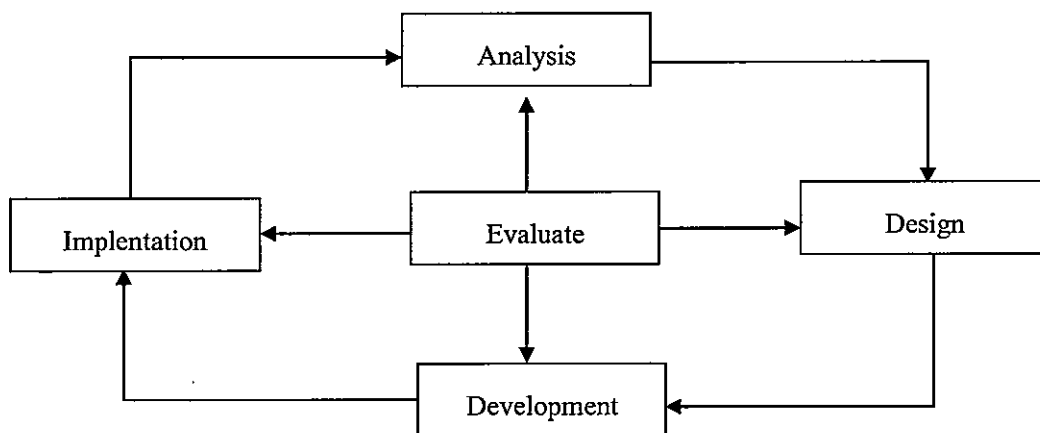 Analysis
Implentation
Evaluate
Design
Development